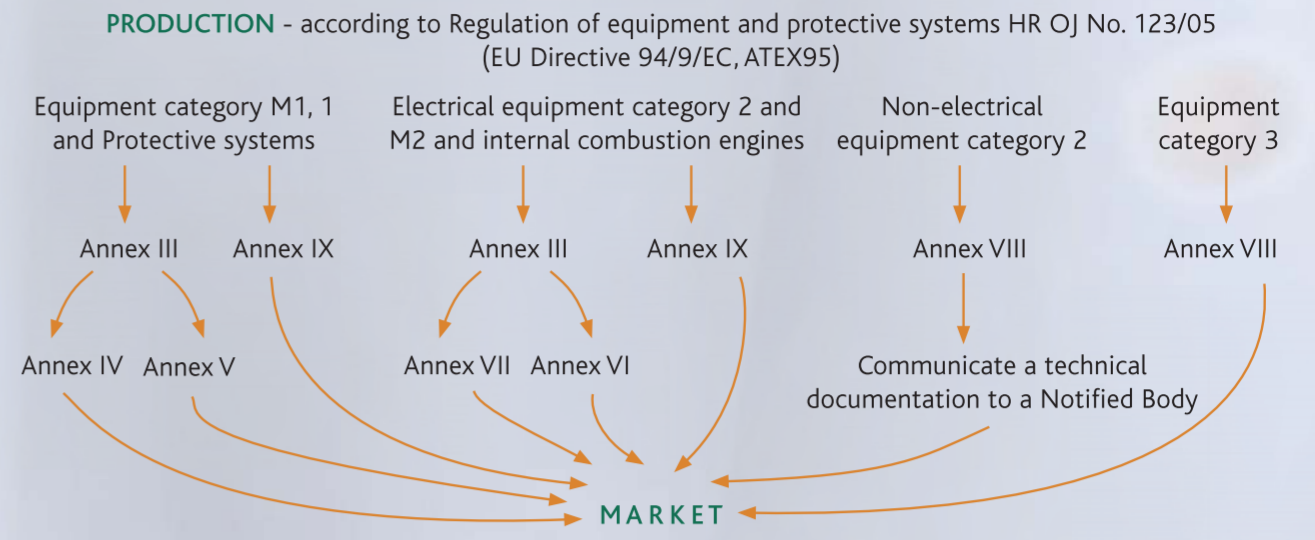 PRODUCTION - according to Regulation of equipment and protective systems HR OJ No. 123/05
(EU Directive 94/9/EC, ATEX95)
Equipment category M1, 1
and Protective systems
Electrical equipment category 2 and
M2 and internal combustion engines
Non-electrical
equipment category 2
Equipment
category 3
Annex III
Annex IX
Annex III
Annex IX
Annex VIII
Annex VIII
Annex IV
Annex V
Annex VII
Annex VI
Communicate a technical
documentation to a Notified Body
MARKET